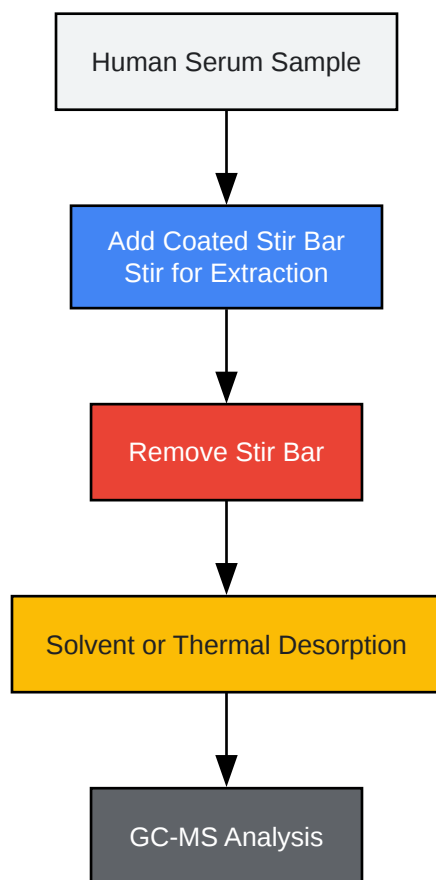 Human Serum Sample
Add Coated Stir Bar
Stir for Extraction
Remove Stir Bar
Solvent or Thermal Desorption
GC-MS Analysis